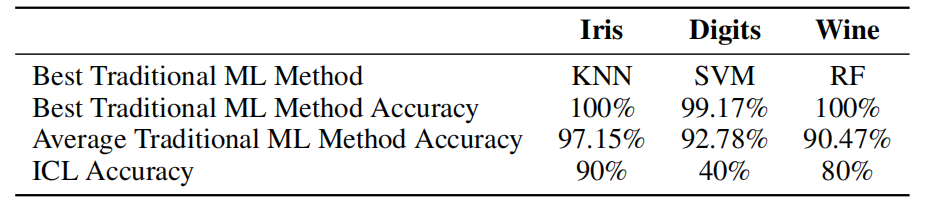 Iris Digits Wine
Best Traditional ML Method KNN SVM RF
Best Traditional ML Method Accuracy 100% 99.17% 100%
Average Traditional ML Method Accuracy 97.15% 92.78% 90.47%
ICL Accuracy 90% 40% 80%